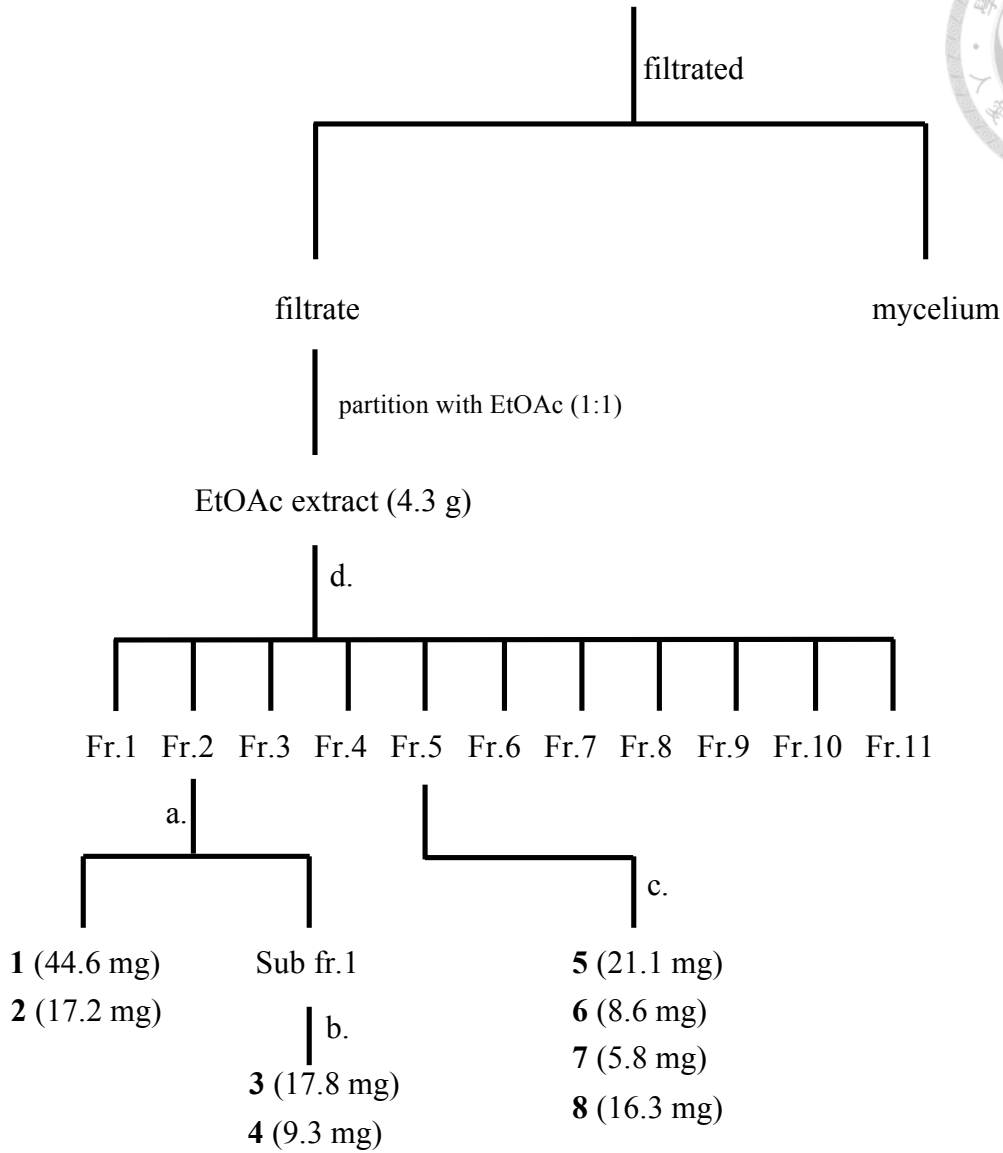 filtrated
filtrate
mycelium
partition with EtOAc (1:1)
EtOAc extract (4.3 g)
d.
Fr.1 Fr.2 Fr.3 Fr.4 Fr.5 Fr.6 Fr.7 Fr.8 Fr.9 Fr.10 Fr.11
a.
c.
1 (44.6 mg)
2 (17.2 mg)
Sub fr.1
b.
3 (17.8 mg)
4 (9.3 mg)
5 (21.1 mg)
6 (8.6 mg)
7 (5.8 mg)
8 (16.3 mg)